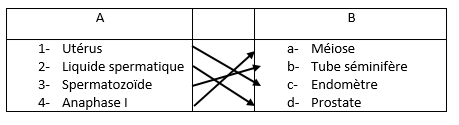 A B
1- Utérus a- Méiose
2- Liquide spermatique b- Tube séminifère
3- Spermatozoïde c- Endomètre
4- Anaphase I d- Prostate